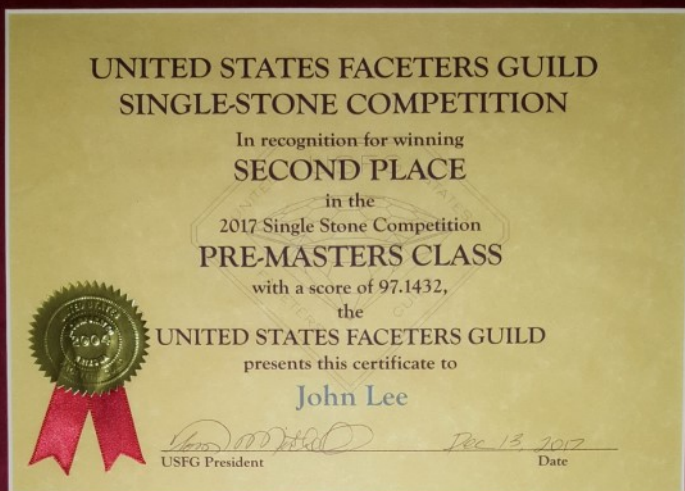 UNITED STATES FACETERS GUILD
SINGLE-STONE COMPETITION
In recognition for winning
SECOND PLACE
in the
2017 Single Stone Competition
PRE-MASTERS CLASS
with a score of 97.1432,
the
UNITED STATES FACETERS GUILD
presents this certificate to
John Lee
Dec 13, 2017
USFG President Date